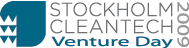 STOCKHOLM
CLEANTECH
Venture Day
2009